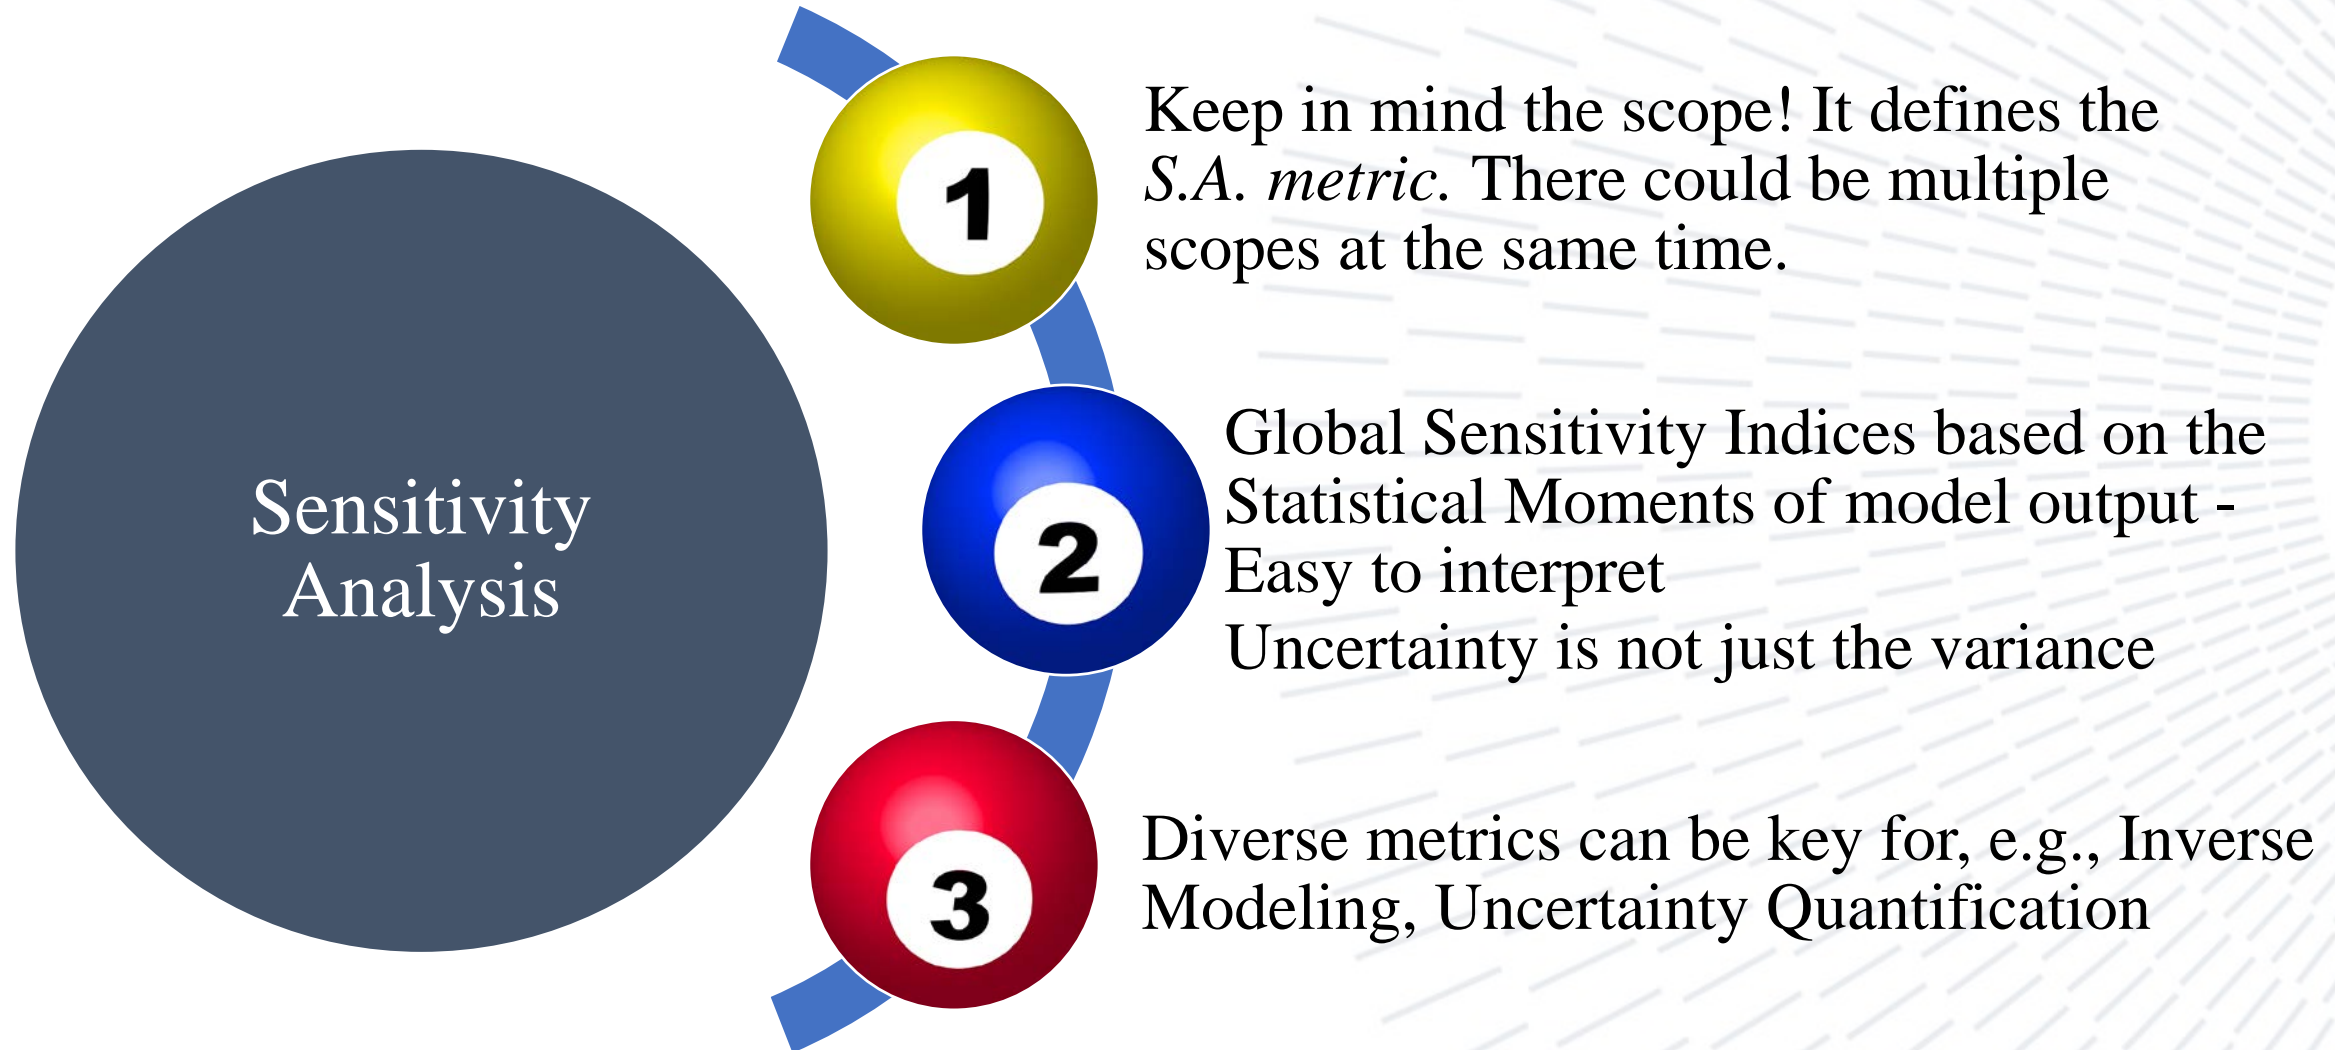 Sensitivity
Analysis
1
Keep in mind the scope! It defines the
S.A. metric. There could be multiple
scopes at the same time.
2
Global Sensitivity Indices based on the
Statistical Moments of model output -
Easy to interpret
Uncertainty is not just the variance
3
Diverse metrics can be key for, e.g., Inverse
Modeling, Uncertainty Quantification